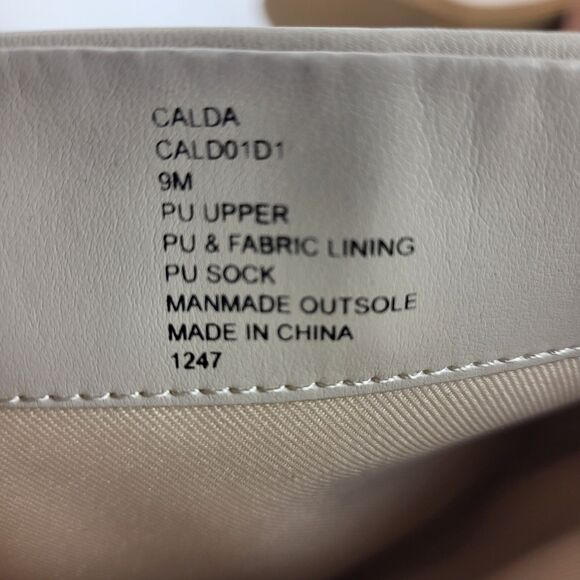 CALDA
CALD01D1
9M
PU UPPER
PU & FABRIC LINING
PU SOCK
MANMADE OUTSOLE
MADE IN CHINA
1247